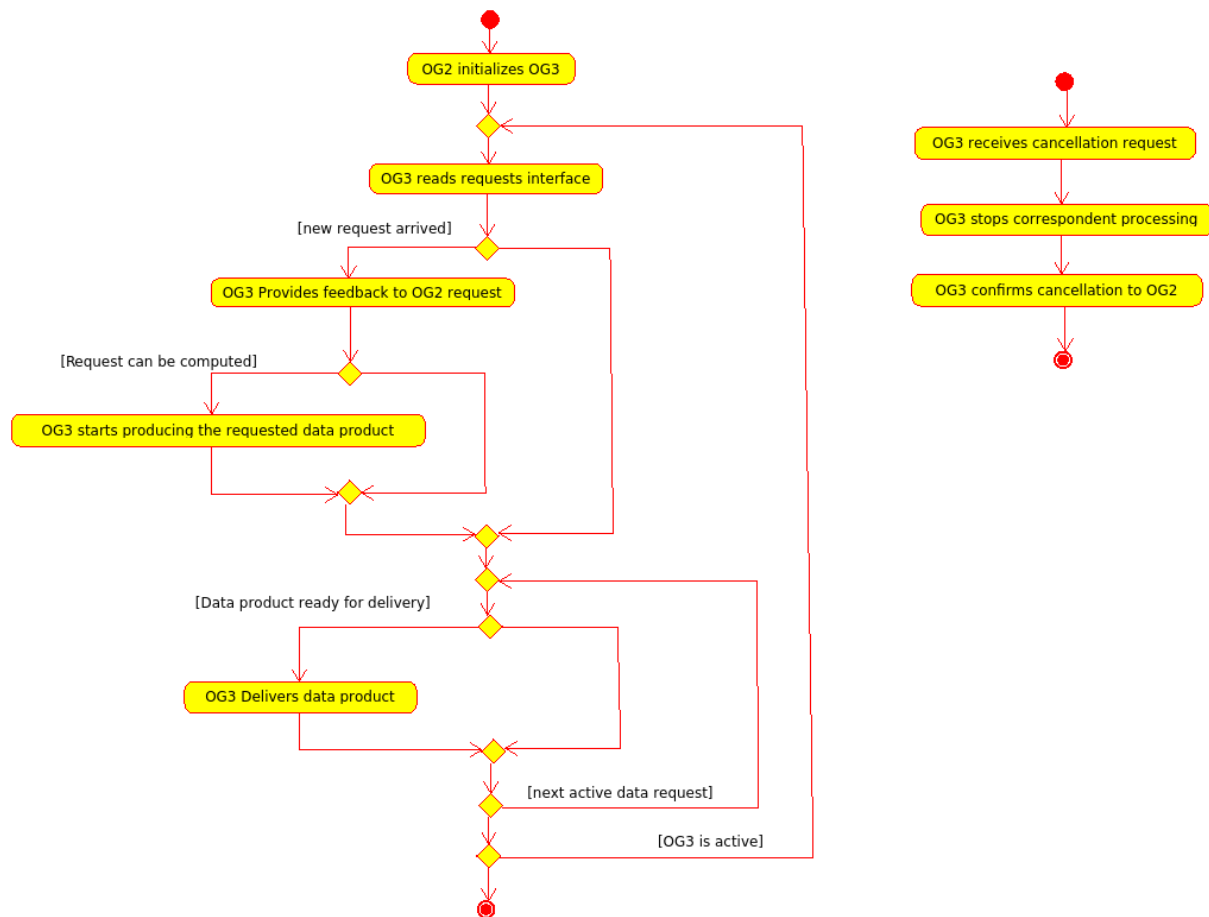 OG2 initializes OG3
OG3 reads requests interface
[new request arrived]
OG3 Provides feedback to OG2 request
[Request can be computed]
OG3 starts producing the requested data product
[Data product ready for delivery]
OG3 Delivers data product
[next active data request]
[OG3 is active]
OG3 receives cancellation request
OG3 stops correspondent processing
OG3 confirms cancellation to OG2